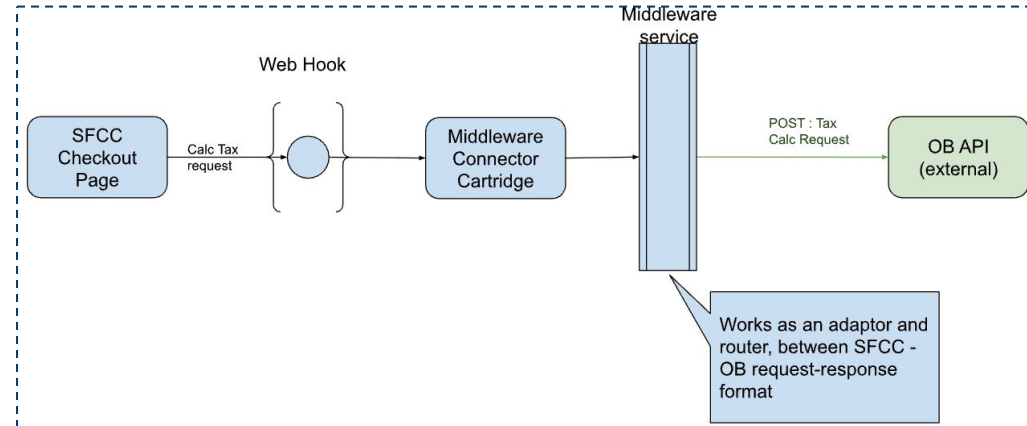 Middleware
service
Web Hook
SFCC
Checkout
Page
Calc Tax
request
Middleware
Connector
Cartridge
POST : Tax
Calc Request
OB API
(external)
Works as an adaptor and
router, between SFCC -
OB request-response
format